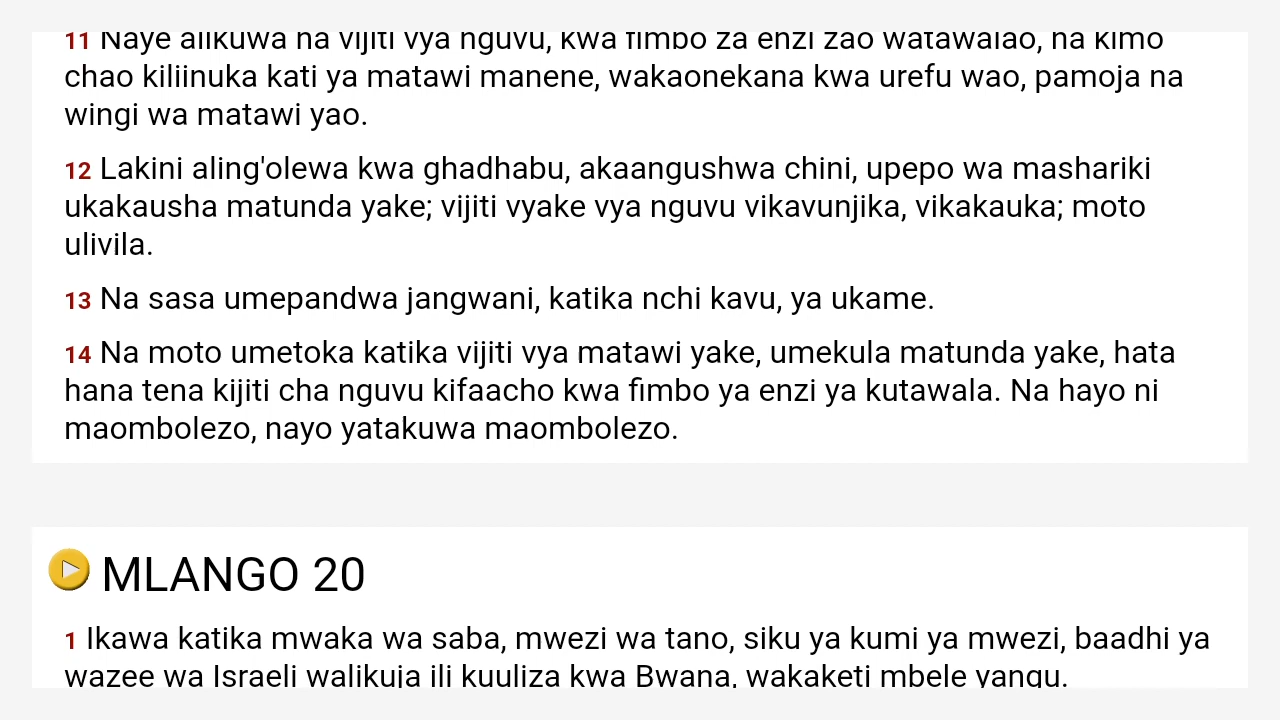 11 Naye alikuwa na vijiti vya nguvu, kwa fimbo za enzi zao watawalao, na kimo
chao kiliinuka kati ya matawi manene, wakaonekana kwa urefu wao, pamoja na
wingi wa matawi yao.
12 Lakini aling'olewa kwa ghadhabu, akaangushwa chini, upepo wa mashariki
ukakausha matunda yake; vijiti vyake vya nguvu vikavunjika, vikakauka; moto
ulivila.
13 Na sasa umepandwa jangwani, katika nchi kavu, ya ukame.
14 Na moto umetoka katika vijiti vya matawi yake, umekula matunda yake, hata
hana tena kijiti cha nguvu kifaacho kwa fimbo ya enzi ya kutawala. Na hayo ni
maombolezo, nayo yatakuwa maombolezo.
MLANGO 20
1 Ikawa katika mwaka wa saba, mwezi wa tano, siku ya kumi ya mwezi, baadhi ya
wazee wa Israeli walikuja ili kuuliza kwa Bwana, wakaketi mbele yangu.